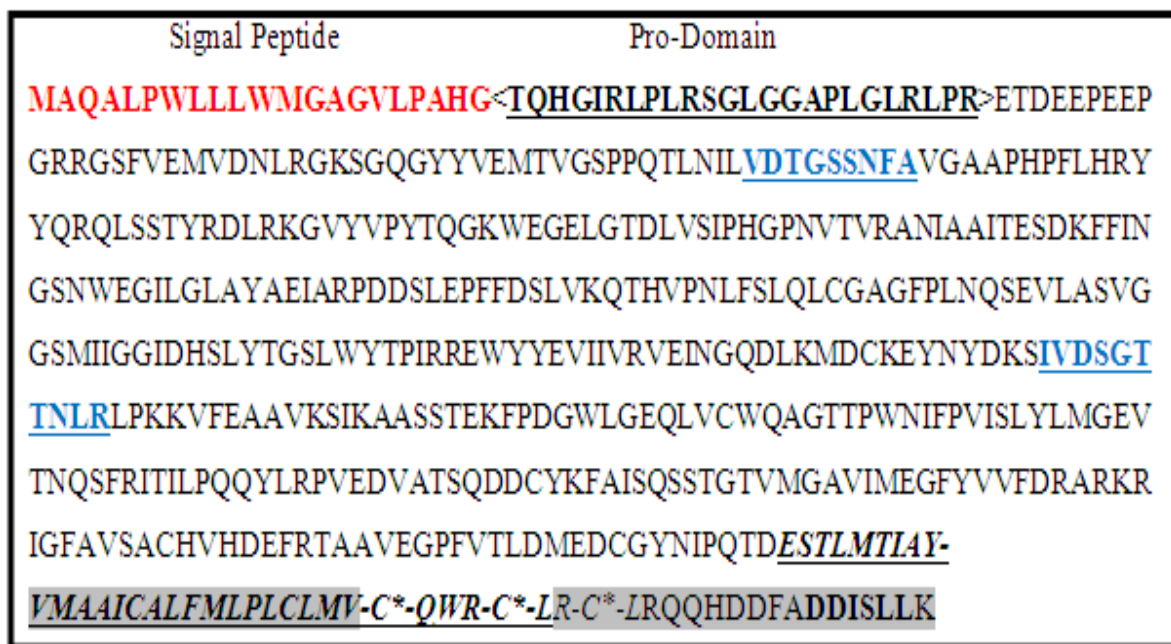 Signal Peptide Pro-Domain
MAQALPWLLLWMGAGVLPAHG<TQHGIRLPLRSGLGGAPLGLRLPR>ETDEEPEEP
GRRGSFVEMVDNLRGKSGQGYYVEMTVGSPPQTLNILVDTGSSNFAVGAAPHPFLHRY
YQRQLSSTYRDLRKGVYVPYTQGKWEGELGTDLVSIPHGPNVTVRANIAAITESDKFFIN
GSNWEGILGLAYAEIARPDDSLEPFFDSLVKQTHVPNLFSLQLCGAGFPLNQSEVLASVG
GSMIIGGIDHSLYTGSLWYTPIRREWYYEVIIVRVEINGQDLKMDCKEYNYDKSIVDSGT
TNLRLPKKVFEAAVKSIKAASSTEKFPDGWLGEQLVCWQAGTTPWNIFPVISLYLMGEV
TNQSFRITILPQQYLRPVEDVATSQDDCYKFAISQSSTGTVMGAVIMEGFYVVFDRARKR
IGFAVSACHVHDEFRTAAVEGPFVTLDMEDCGYNIPQTDESTLMTIAY-
VMAAICALFMLPLCLMV-C*-QWR-C*-LR-C*-LRQQHDDFADDISLLK